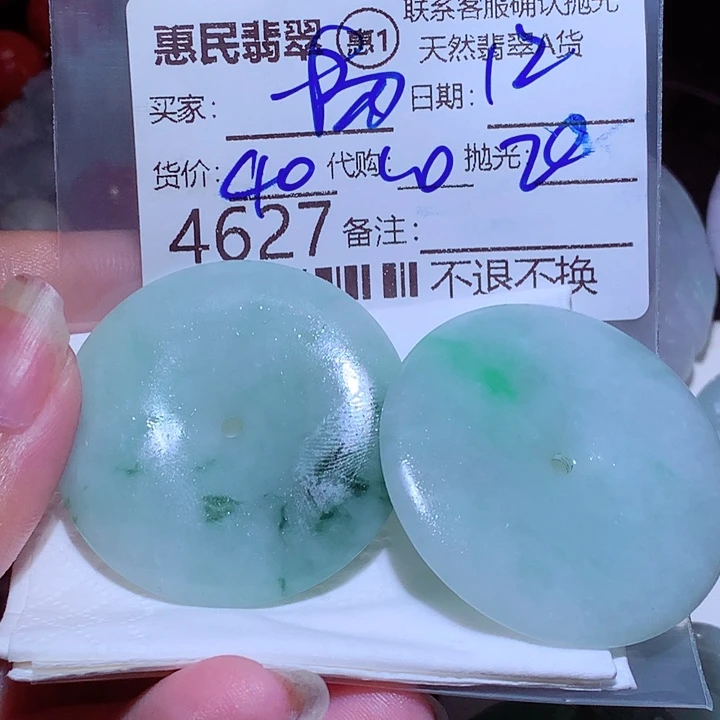 联系客服确认抛光
惠民翡翠 惠1 天然翡翠A货
买家: 日期: 12
货价: 40 代购: 10 抛光: 20
4627 备注:
不退不换